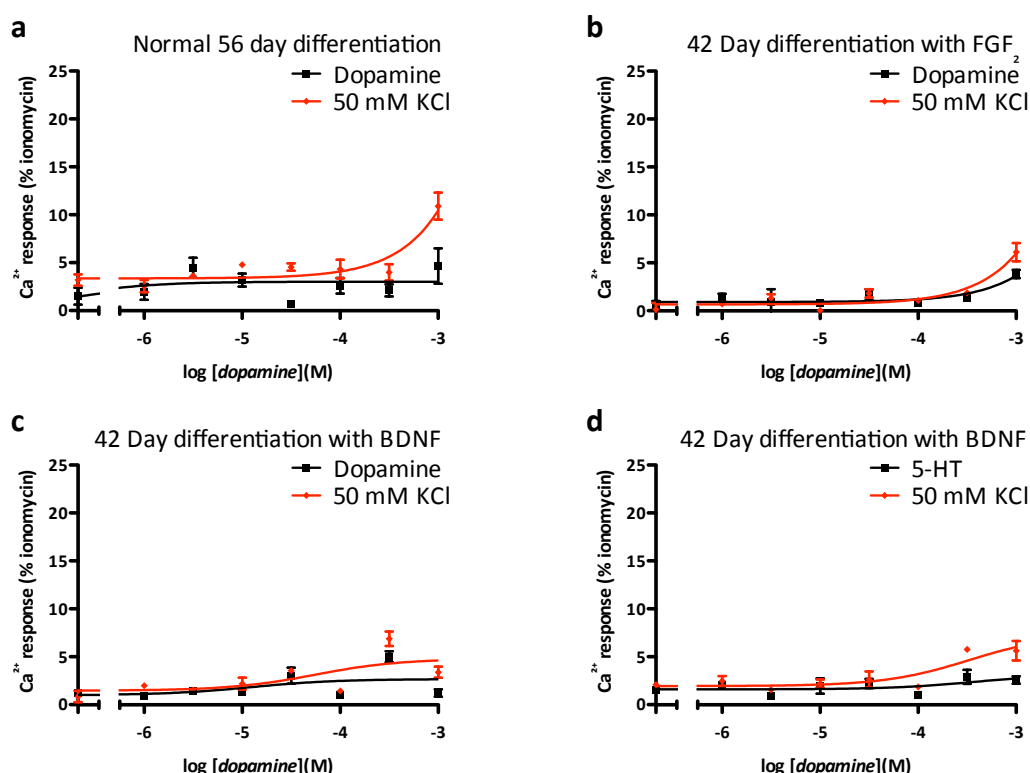 a
Normal 56 day differentiation
Dopamine
50 mM KCl
Ca²⁺ response (% ionomycin)
25
20
15
10
5
0
-6 -5 -4 -3
log [dopamine](M)
b
42 Day differentiation with FGF₂
Dopamine
50 mM KCl
Ca²⁺ response (% ionomycin)
25
20
15
10
5
0
-6 -5 -4 -3
log [dopamine](M)
c
42 Day differentiation with BDNF
Dopamine
50 mM KCl
Ca²⁺ response (% ionomycin)
25
20
15
10
5
0
-6 -5 -4 -3
log [dopamine](M)
d
42 Day differentiation with BDNF
5-HT
50 mM KCl
Ca²⁺ response (% ionomycin)
25
20
15
10
5
0
-6 -5 -4 -3
log [dopamine](M)